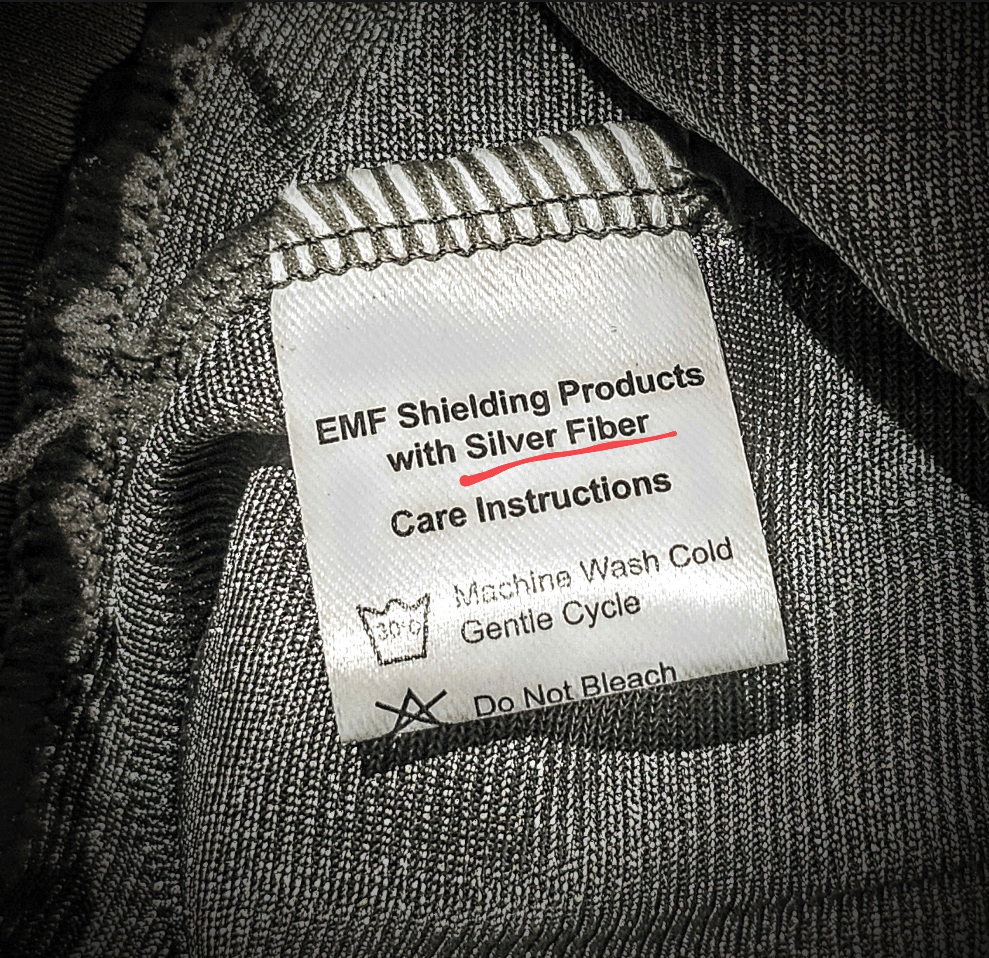 EMF Shielding Products
with Silver Fiber
Care Instructions
Machine Wash Cold
30°C
Gentle Cycle
Do Not Bleach